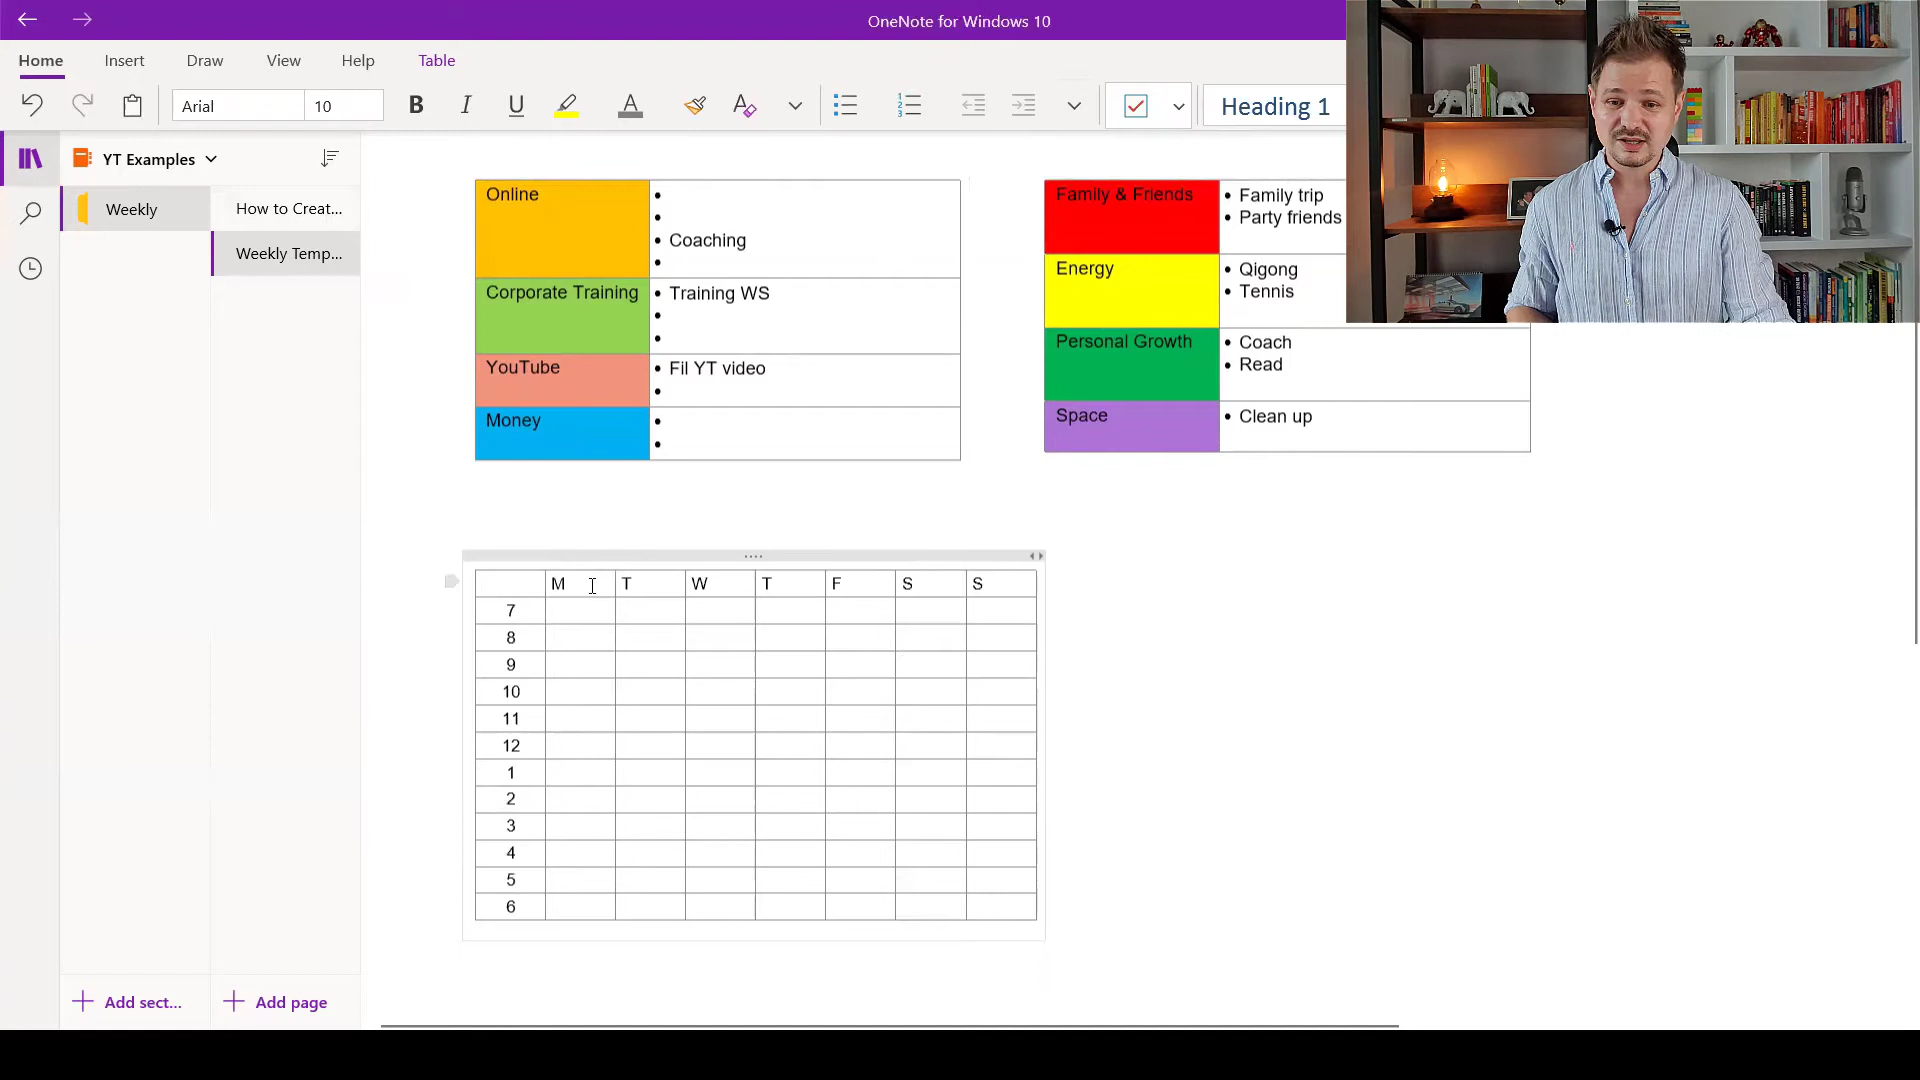 OneNote for Windows 10
Home Insert Draw View Help Table
Arial 10 B I U A A Heading 1
YT Examples
Weekly
How to Creat...
Weekly Temp...
Online
Coaching
Corporate Training
Training WS
YouTube
Fil YT video
Money
Family & Friends
Family trip
Party friends
Energy
Qigong
Tennis
Personal Growth
Coach
Read
Space
Clean up
M T W T F S S
7
8
9
10
11
12
1
2
3
4
5
6
Add sect...
Add page